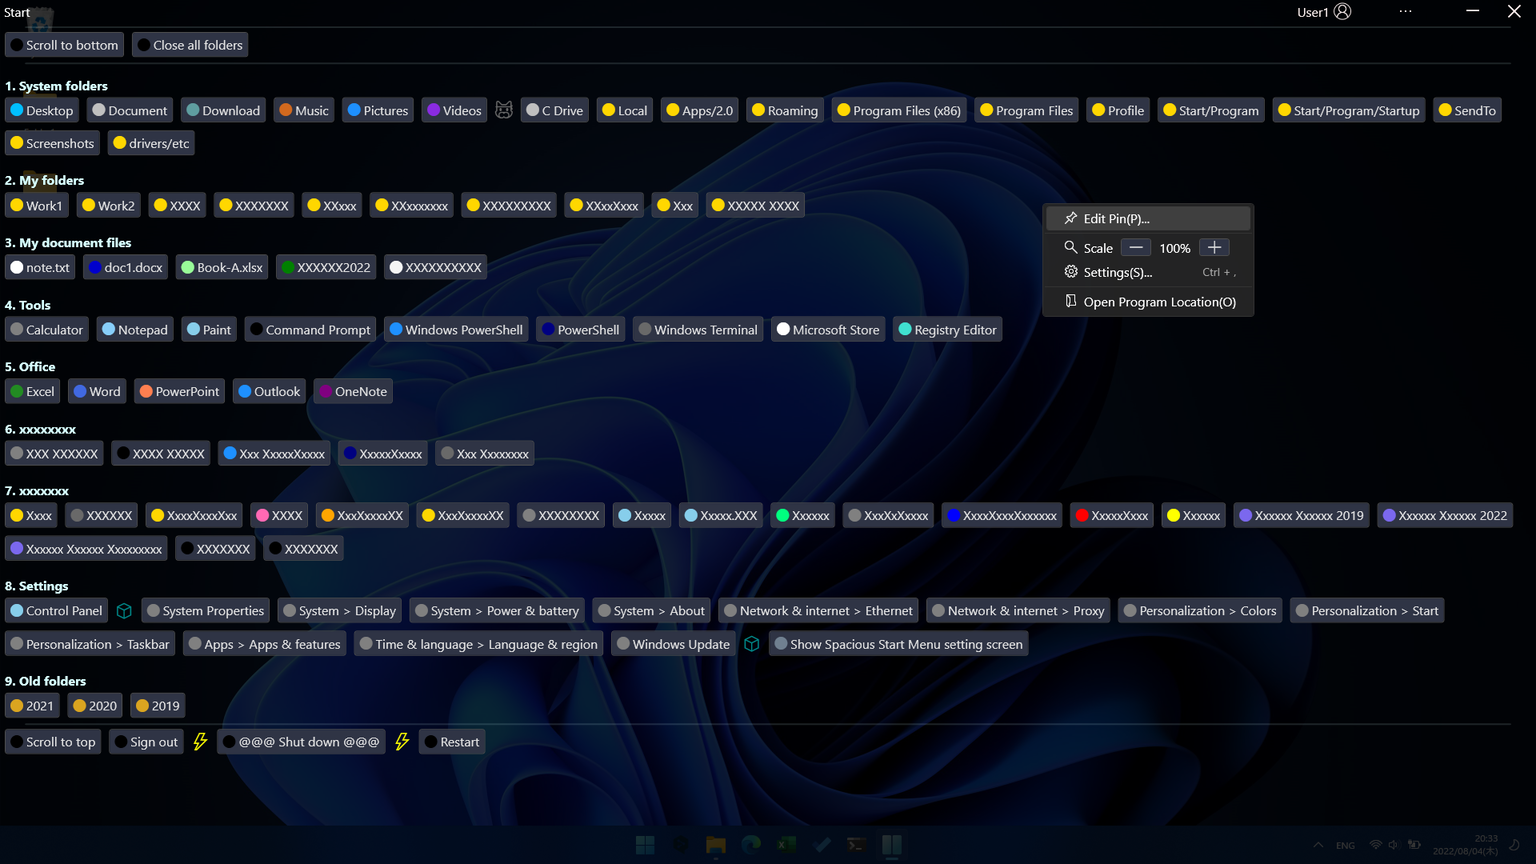 Start User1 ...
Scroll to bottom Close all folders
1. System folders
Desktop Document Download Music Pictures Videos C Drive Local Apps/2.0 Roaming Program Files (x86) Program Files Profile Start/Program Start/Program/Startup SendTo
Screenshots drivers/etc
2. My folders
Work1 Work2 XXXX XXXXXXX XXxxx XXxxxxxxx XXXXXXXXX XXxxXxxx Xxx XXXXX XXXX
Edit Pin(P)...
3. My document files
Scale — 100% +
note.txt doc1.docx Book-A.xlsx XXXXXX2022 XXXXXXXXXX
Settings(S)... Ctrl + ,
Open Program Location(O)
4. Tools
Calculator Notepad Paint Command Prompt Windows PowerShell PowerShell Windows Terminal Microsoft Store Registry Editor
5. Office
Excel Word PowerPoint Outlook OneNote
6. xxxxxxxx
XXX XXXXXX XXXX XXXXX Xxx XxxxxXxxxx XxxxxXxxxx Xxx Xxxxxxxx
7. xxxxxxx
Xxxx XXXXXX XxxxXxxxXxx XXXX XxxXxxxxXX XxxXxxxxXX XXXXXXXX Xxxxx Xxxxx.XXX Xxxxxx XxxXxXxxxx XxxxXxxxXxxxxxx XxxxxXxxx Xxxxxx Xxxxxx Xxxxxx 2019 Xxxxxx Xxxxxx 2022
Xxxxxx Xxxxxx Xxxxxxxxx XXXXXXX XXXXXXX
8. Settings
Control Panel System Properties System > Display System > Power & battery System > About Network & internet > Ethernet Network & internet > Proxy Personalization > Colors Personalization > Start
Personalization > Taskbar Apps > Apps & features Time & language > Language & region Windows Update Show Spacious Start Menu setting screen
9. Old folders
2021 2020 2019
Scroll to top Sign out @@@ Shut down @@@ Restart
20:33
ENG
2022/08/04(木)